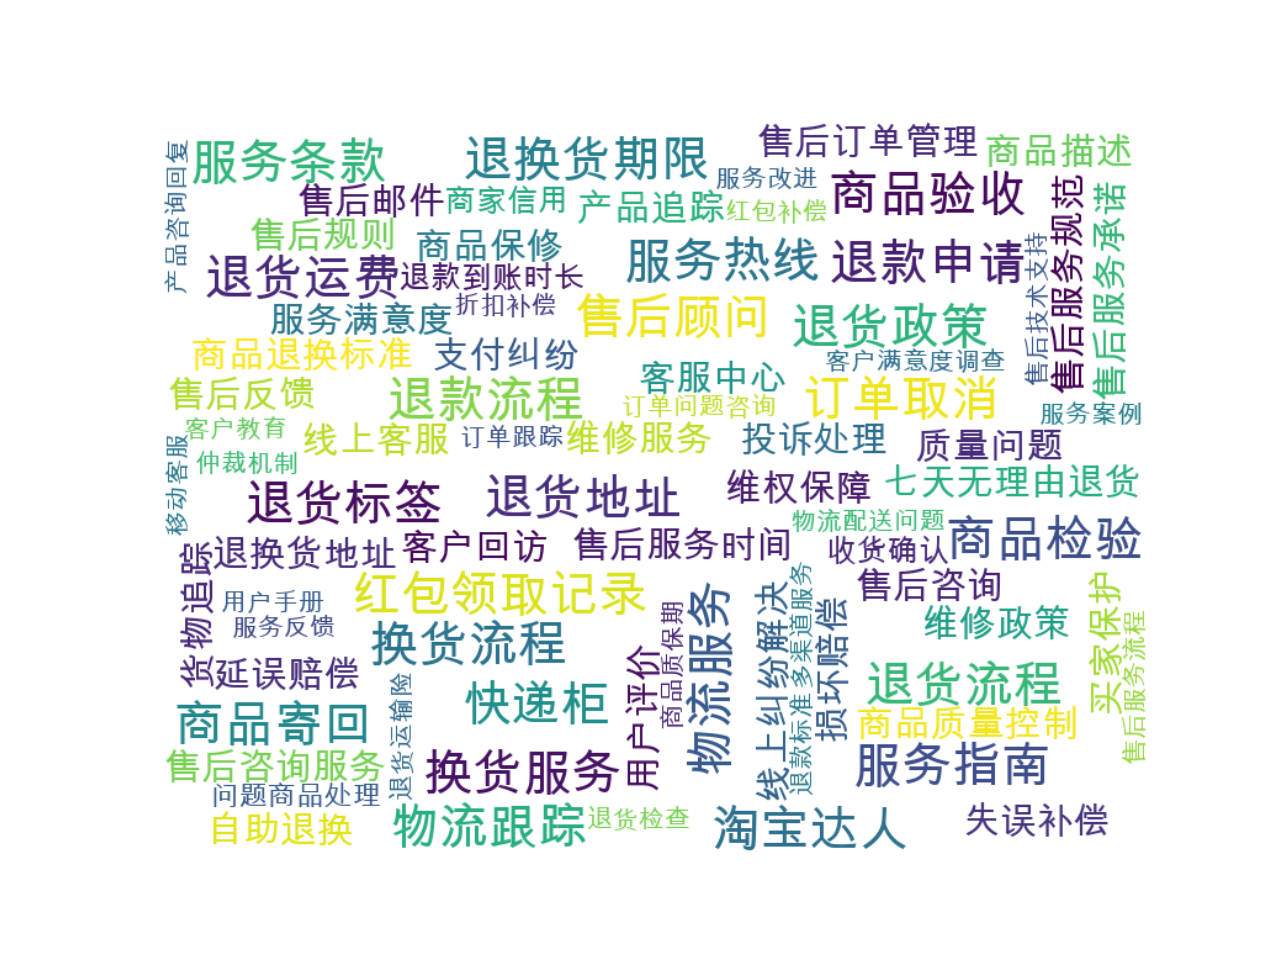 售后订单管理
服务条款
退换货期限
商品描述
产品咨询回复
服务改进
商品验收
售后邮件
商家信用
产品追踪
红包补偿
售后服务规范
售后服务承诺
售后规则
商品保修
服务热线
退款申请
售后技术支持
退货运费
退款到账时长
折扣补偿
服务满意度
售后顾问
退货政策
商品退换标准
支付纠纷
客户满意度调查
客服中心
售后反馈
退款流程
订单问题咨询
订单取消
服务案例
客户教育
线上客服
订单跟踪
维修服务
投诉处理
质量问题
移动客服
仲裁机制
退货标签
退货地址
维权保障
七天无理由退货
物流配送问题
商品检验
退换货地址
客户回访
售后服务时间
收货确认
货物追踪
用户手册
红包领取记录
售后咨询
服务反馈
换货流程
商品质保期
物流服务
线上纠纷解决
多渠道服务
损坏赔偿
维修政策
买家保护
售后服务流程
延误赔偿
用户评价
退货流程
商品寄回
退货运输险
快递柜
退款标准
商品质量控制
售后咨询服务
换货服务
服务指南
问题商品处理
自助退换
物流跟踪
退货检查
淘宝达人
失误补偿